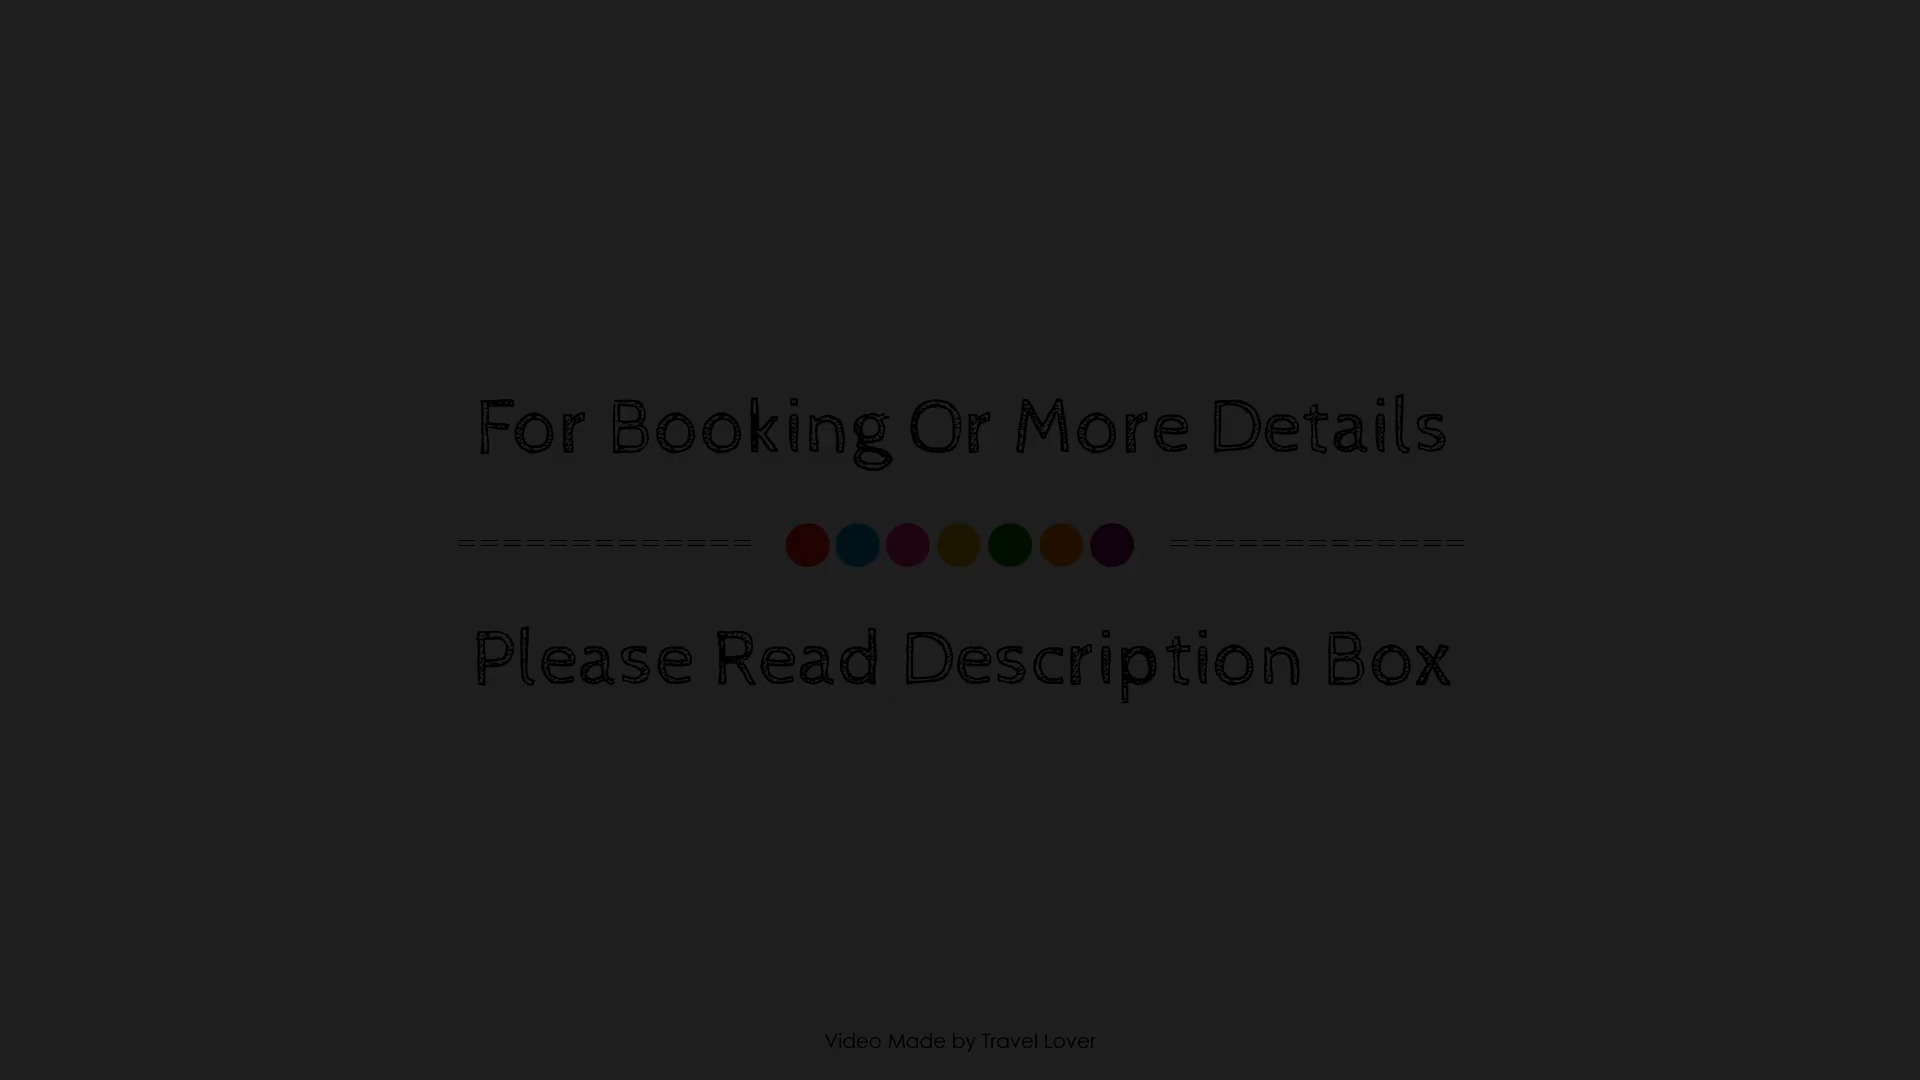 For Booking Or More Details
============= =============
Please Read Description Box
Video Made by Travel Lover